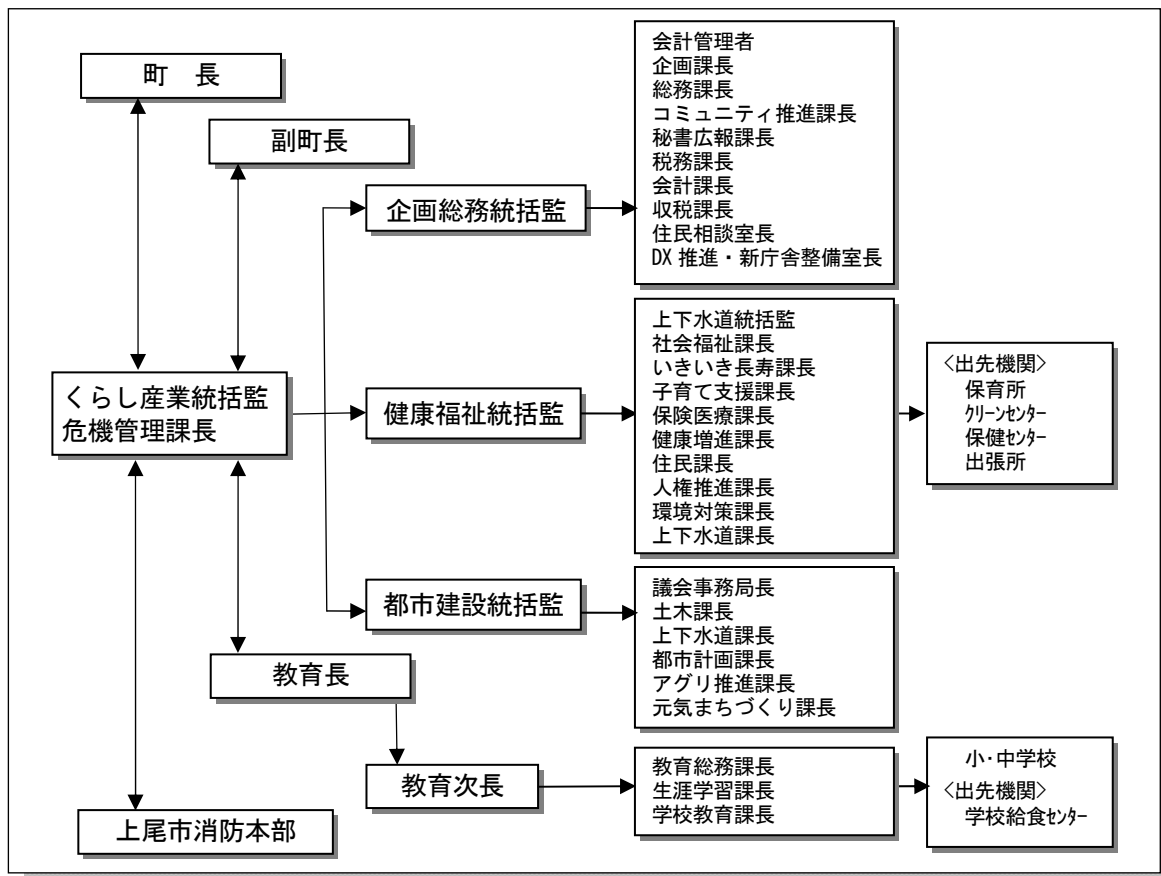 町　長
副町長
企画総務統括監
会計管理者
企画課長
総務課長
コミュニティ推進課長
秘書広報課長
税務課長
会計課長
収税課長
住民相談室長
DX 推進・新庁舎整備室長
くらし産業統括監
危機管理課長
健康福祉統括監
上下水道統括監
社会福祉課長
いきいき長寿課長
子育て支援課長
保険医療課長
健康増進課長
住民課長
人権推進課長
環境対策課長
上下水道課長
<出先機関>
保育所
ｸﾘｰﾝｾﾝﾀｰ
保健ｾﾝﾀｰ
出張所
都市建設統括監
議会事務局長
土木課長
上下水道課長
都市計画課長
アグリ推進課長
元気まちづくり課長
教育長
教育次長
教育総務課長
生涯学習課長
学校教育課長
小・中学校
<出先機関>
学校給食ｾﾝﾀｰ
上尾市消防本部